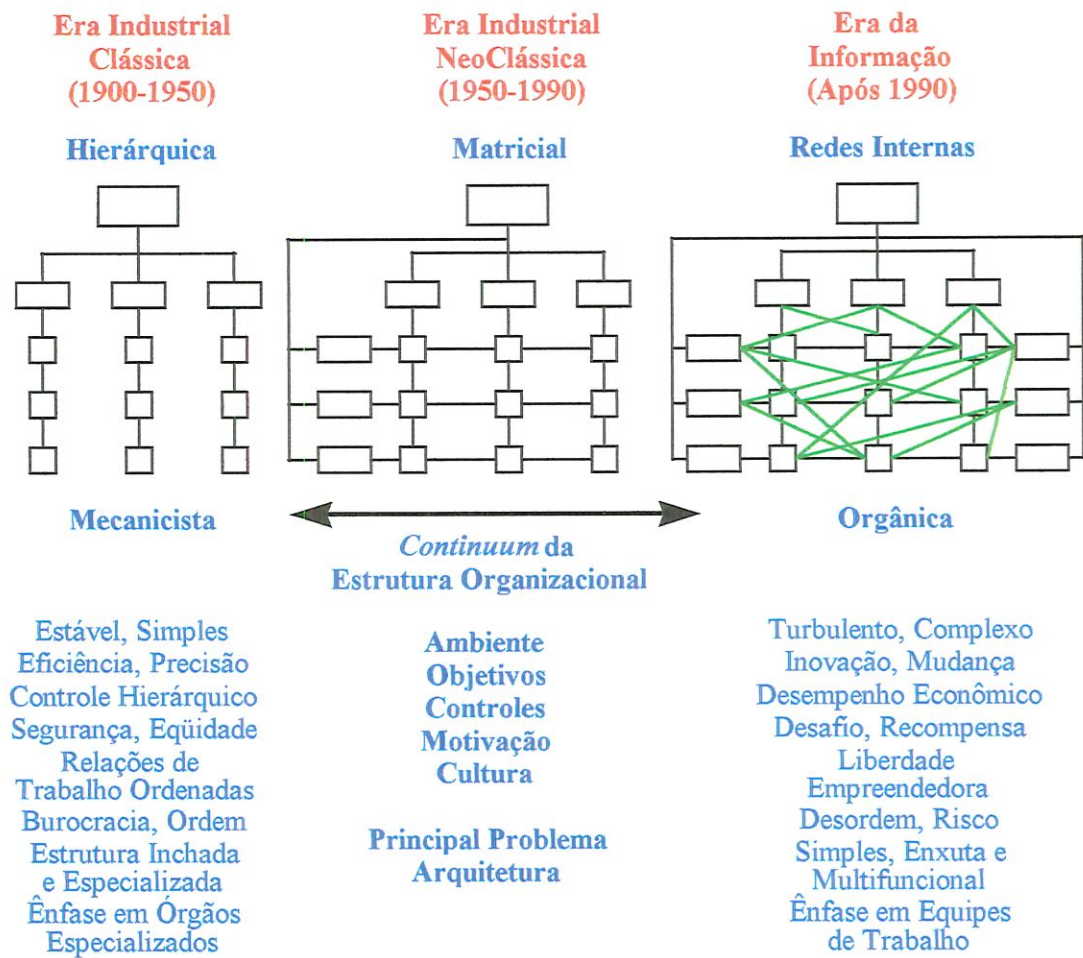 Era Industrial
Clássica
(1900-1950)
Era Industrial
NeoClássica
(1950-1990)
Era da
Informação
(Após 1990)
Hierárquica
Matricial
Redes Internas
Mecanicista
Continuum da
Estrutura Organizacional
Orgânica
Estável, Simples
Eficiência, Precisão
Controle Hierárquico
Segurança, Eqüidade
Relações de
Trabalho Ordenadas
Burocracia, Ordem
Estrutura Inchada
e Especializada
Ênfase em Órgãos
Especializados
Ambiente
Objetivos
Controles
Motivação
Cultura
Principal Problema
Arquitetura
Turbulento, Complexo
Inovação, Mudança
Desempenho Econômico
Desafio, Recompensa
Liberdade
Empreendedora
Desordem, Risco
Simples, Enxuta e
Multifuncional
Ênfase em Equipes
de Trabalho